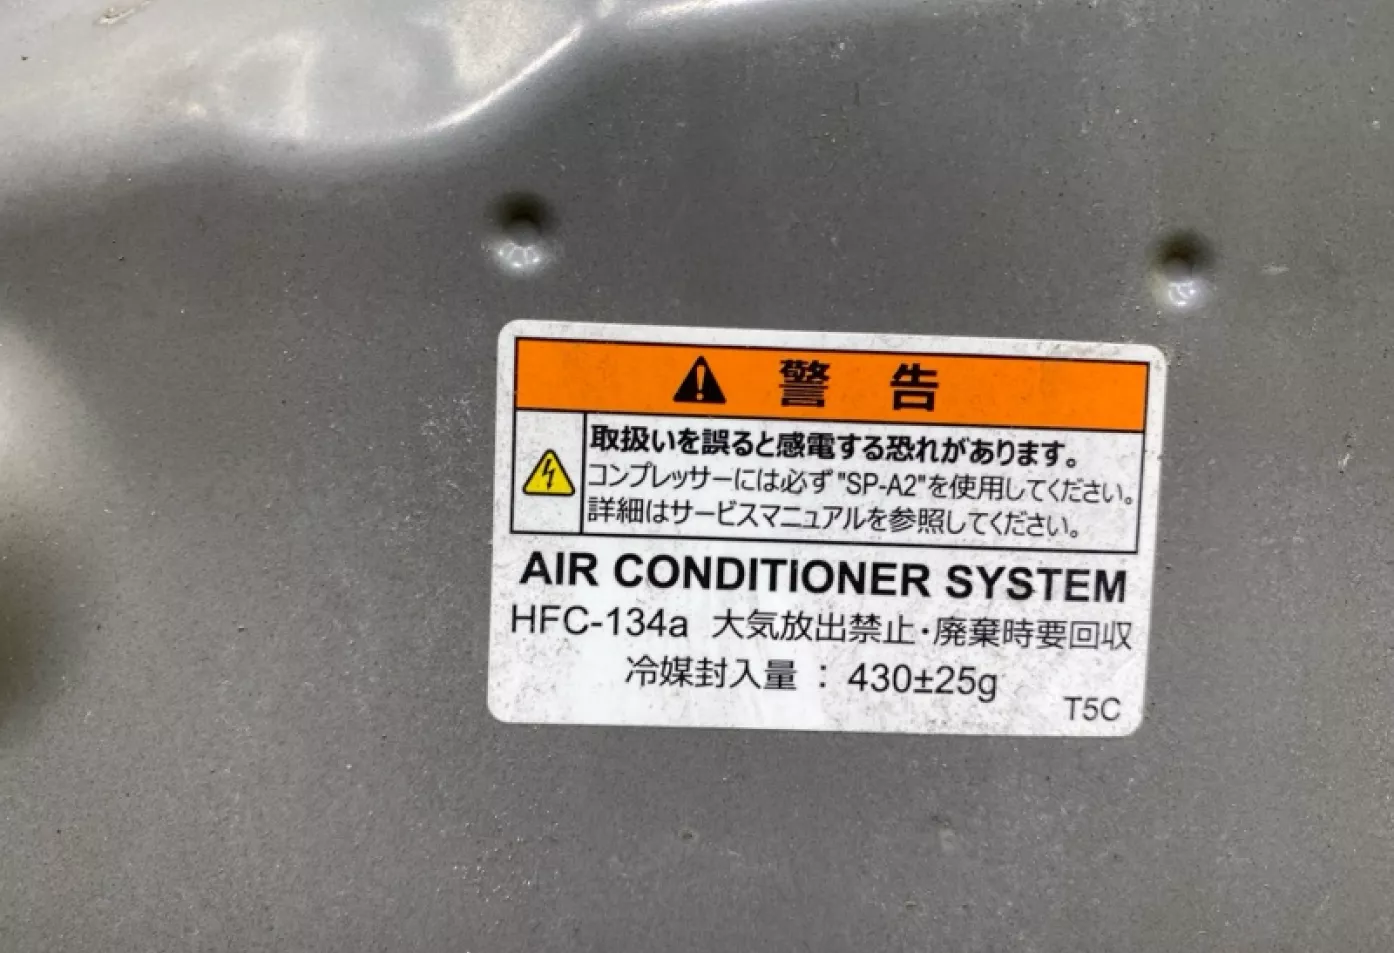 警告
取扱いを誤ると感電する恐れがあります。
コンプレッサーには必ず"SP-A2"を使用してください。
詳細はサービスマニュアルを参照してください。
AIR CONDITIONER SYSTEM
HFC-134a 大気放出禁止・廃棄時要回収
冷媒封入量 : 430±25g
T5C